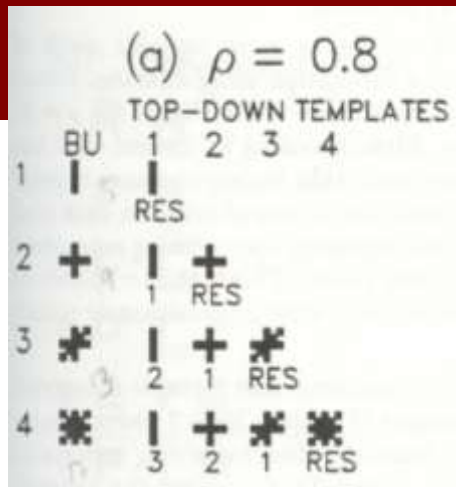 (a) ρ = 0.8
TOP-DOWN TEMPLATES
BU 1 2 3 4
1
RES
2
1 RES
3
2 1 RES
4
3 2 1 RES